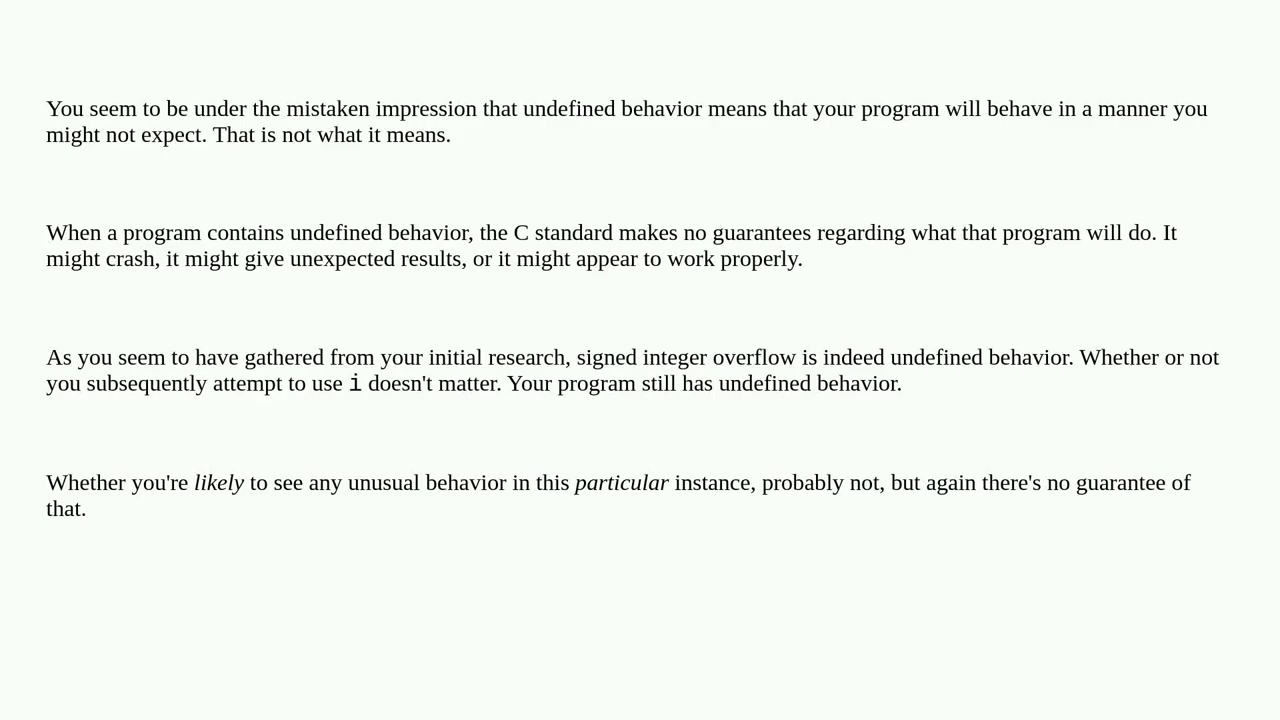 You seem to be under the mistaken impression that undefined behavior means that your program will behave in a manner you
might not expect. That is not what it means.
When a program contains undefined behavior, the C standard makes no guarantees regarding what that program will do. It
might crash, it might give unexpected results, or it might appear to work properly.
As you seem to have gathered from your initial research, signed integer overflow is indeed undefined behavior. Whether or not
you subsequently attempt to use i doesn't matter. Your program still has undefined behavior.
Whether you're likely to see any unusual behavior in this particular instance, probably not, but again there's no guarantee of
that.